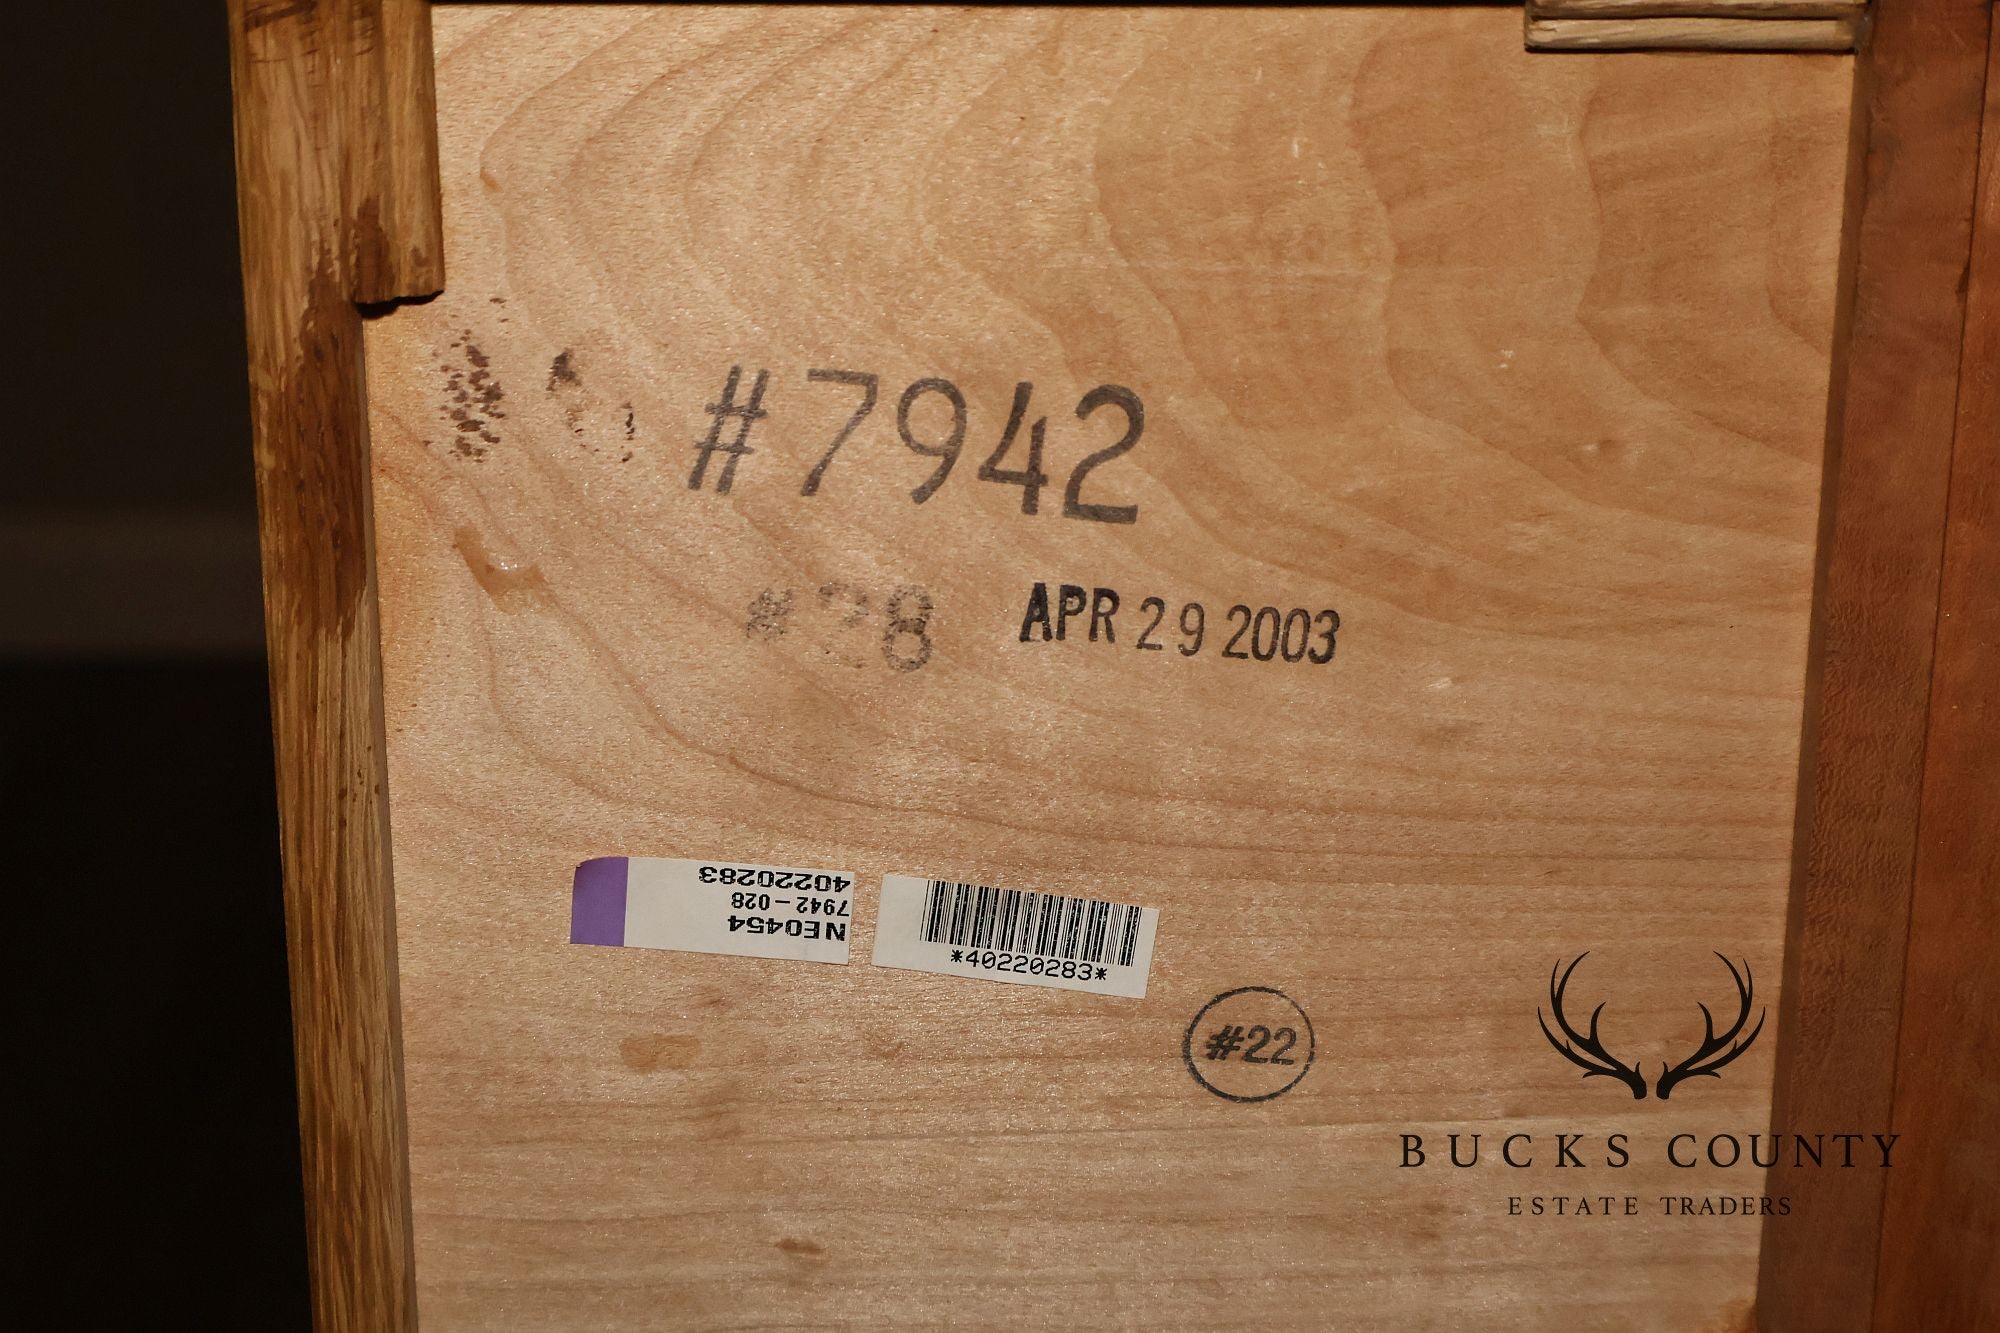 #7942
#28 APR 29 2003
40220283
7942-028
NE0454
*40220283*
#22
BUCKS COUNTY
ESTATE TRADERS